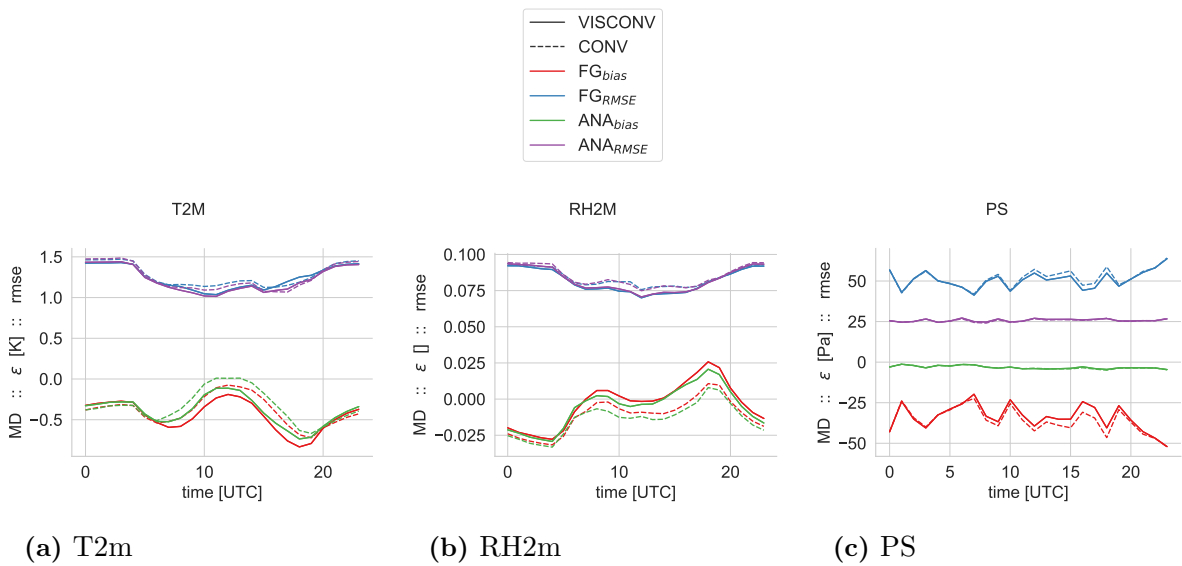 VISCONV
CONV
FG_bias
FG_RMSE
ANA_bias
ANA_RMSE
T2M
RH2M
PS
MD :: ε [K] :: rmse
1.5
1.0
0.5
0.0
−0.5
0 10 20
time [UTC]
MD :: ε [] :: rmse
0.100
0.075
0.050
0.025
0.000
−0.025
0 10 20
time [UTC]
MD :: ε [Pa] :: rmse
50
25
0
−25
−50
0 5 10 15 20
time [UTC]
(a) T2m
(b) RH2m
(c) PS